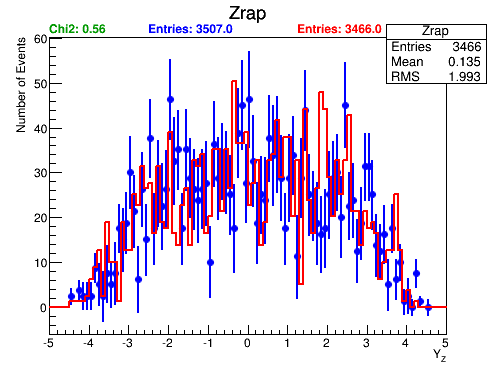 Zrap
Chi2: 0.56 Entries: 3507.0 Entries: 3466.0
Zrap
Entries 3466
Mean 0.135
RMS 1.993
Number of Events
60
50
40
30
20
10
0
-5 -4 -3 -2 -1 0 1 2 3 4 5
Yz